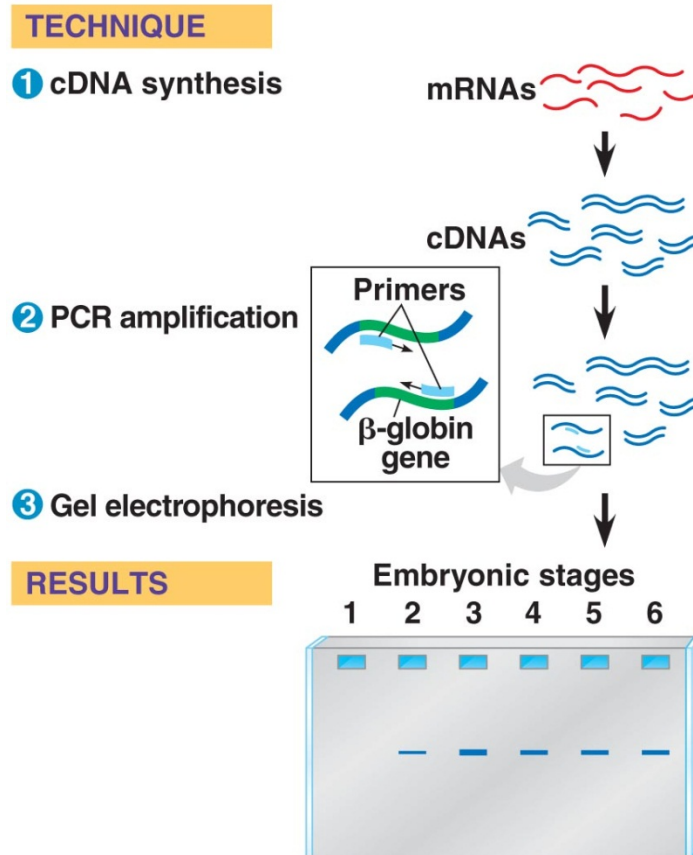 TECHNIQUE
1 cDNA synthesis
mRNAs
cDNAs
2 PCR amplification
Primers
β-globin
gene
3 Gel electrophoresis
RESULTS
Embryonic stages
1 2 3 4 5 6